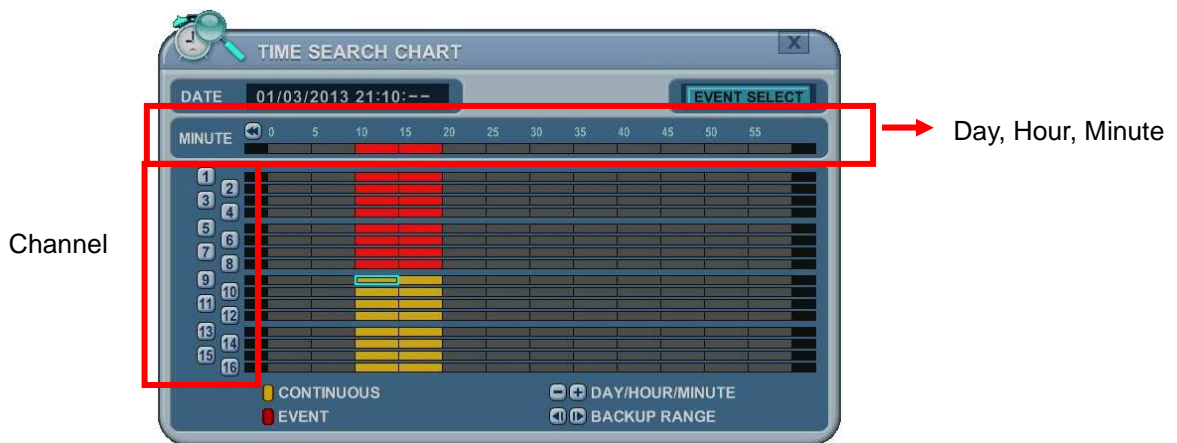 TIME SEARCH CHART X
DATE 01/03/2013 21:10:-- EVENT SELECT
MINUTE 0 5 10 15 20 25 30 35 40 45 50 55
Day, Hour, Minute
Channel
1
2
3
4
5
6
7
8
9
10
11
12
13
14
15
16
CONTINUOUS - + DAY/HOUR/MINUTE
EVENT BACKUP RANGE